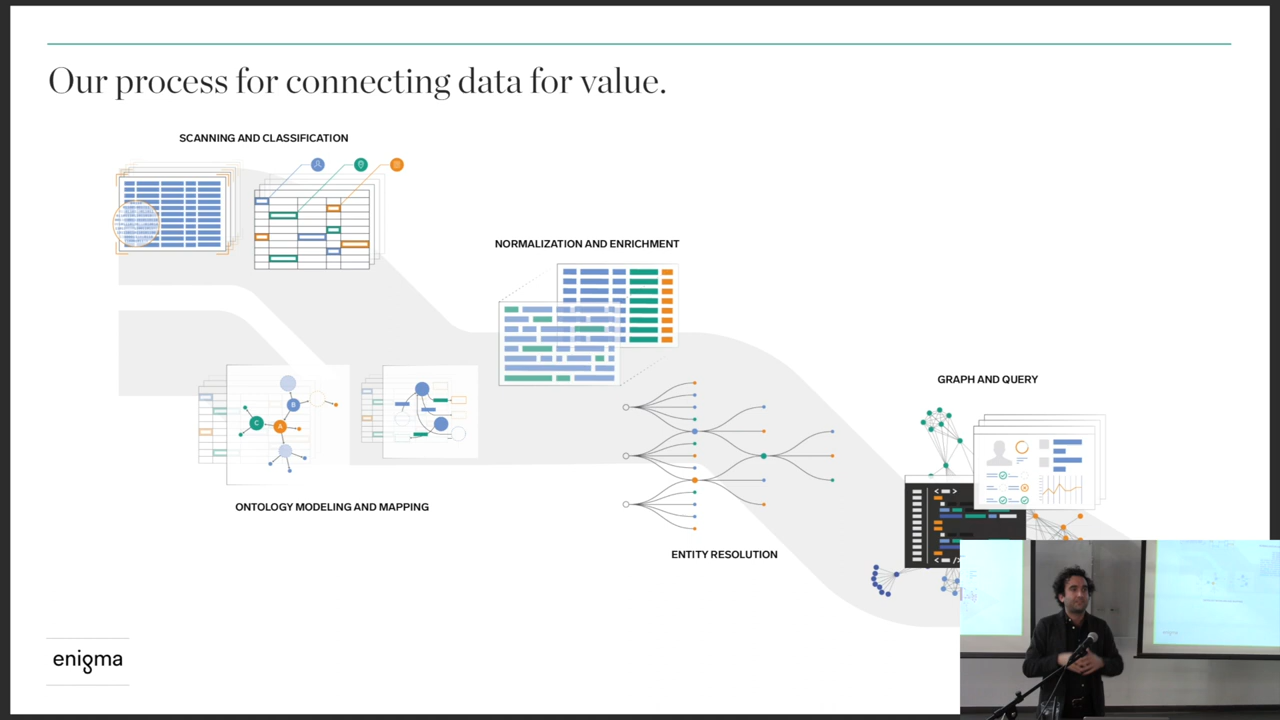 Our process for connecting data for value.
SCANNING AND CLASSIFICATION
NORMALIZATION AND ENRICHMENT
GRAPH AND QUERY
B
C
A
ONTOLOGY MODELING AND MAPPING
ENTITY RESOLUTION
enigma